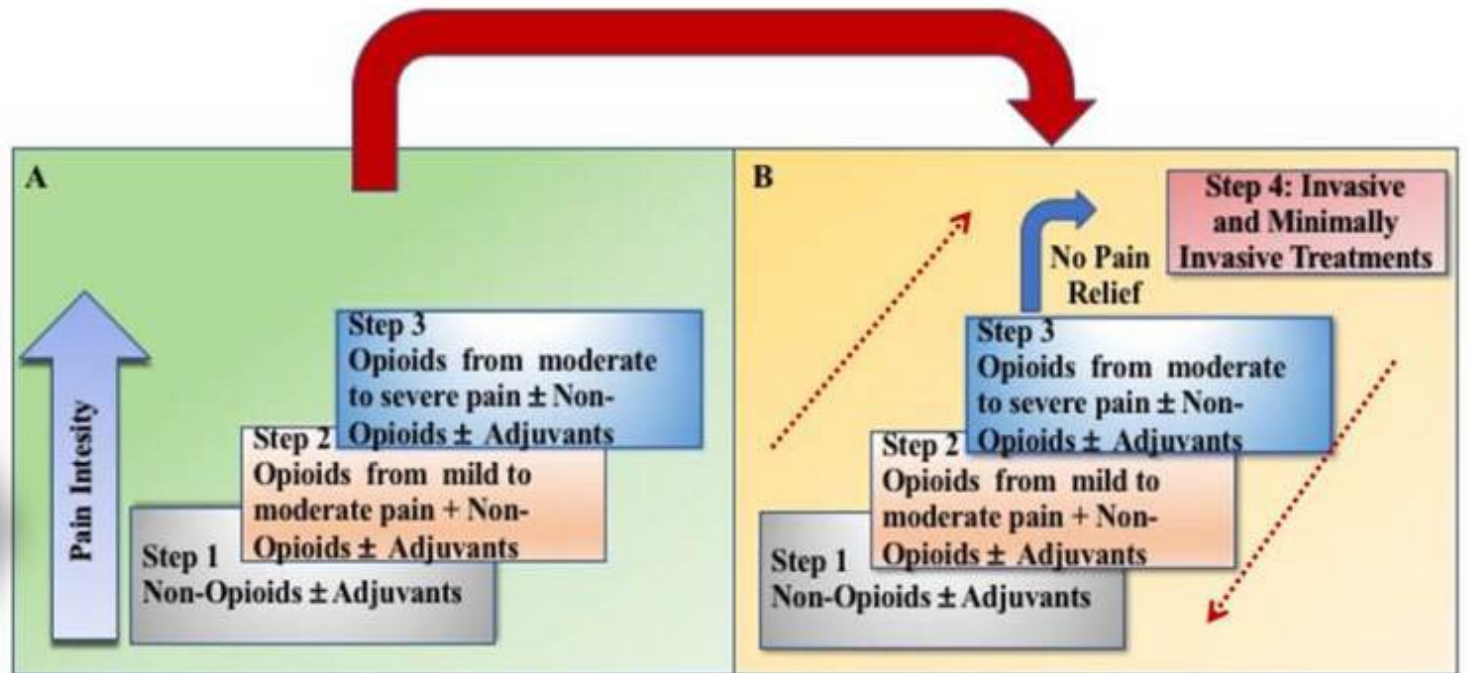 A
Pain Intesity
Step 3
Opioids from moderate
to severe pain ± Non-
Opioids ± Adjuvants
Step 2
Opioids from mild to
moderate pain + Non-
Opioids ± Adjuvants
Step 1
Non-Opioids ± Adjuvants
B
Step 4: Invasive
and Minimally
Invasive Treatments
No Pain
Relief
Step 3
Opioids from moderate
to severe pain ± Non-
Opioids ± Adjuvants
Step 2
Opioids from mild to
moderate pain + Non-
Opioids ± Adjuvants
Step 1
Non-Opioids ± Adjuvants